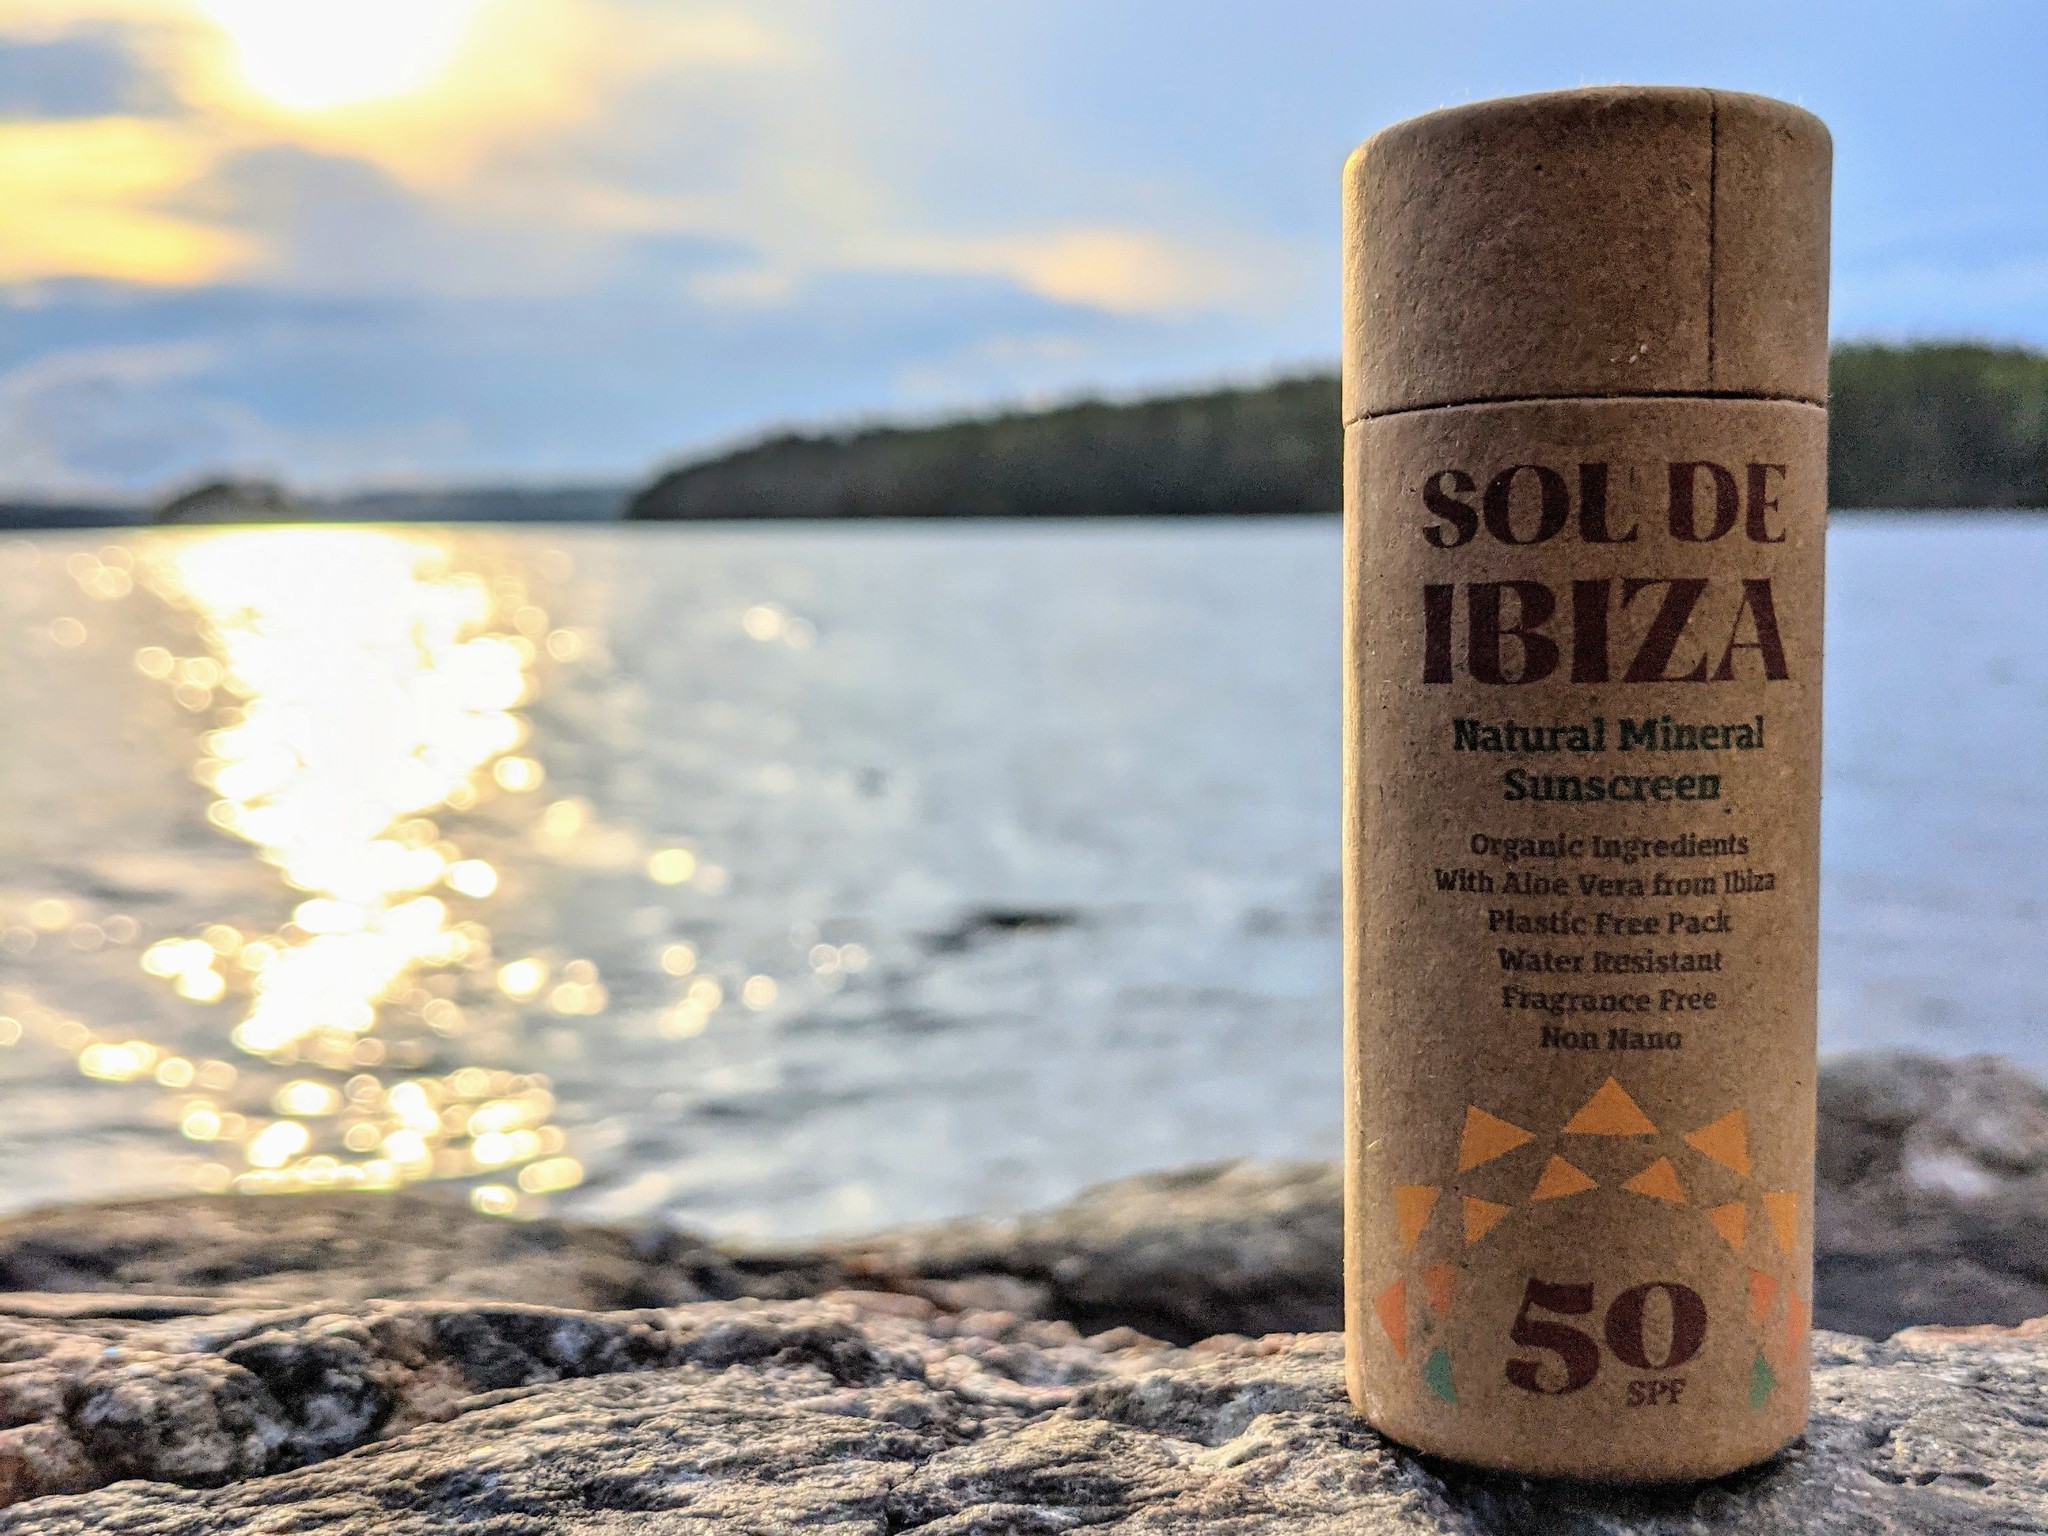 SOL DE
IBIZA
Natural Mineral
Sunscreen
Organic Ingredients
With Aloe Vera from Ibiza
Plastic Free Pack
Water Resistant
Fragrance Free
Non Nano
50
SPF